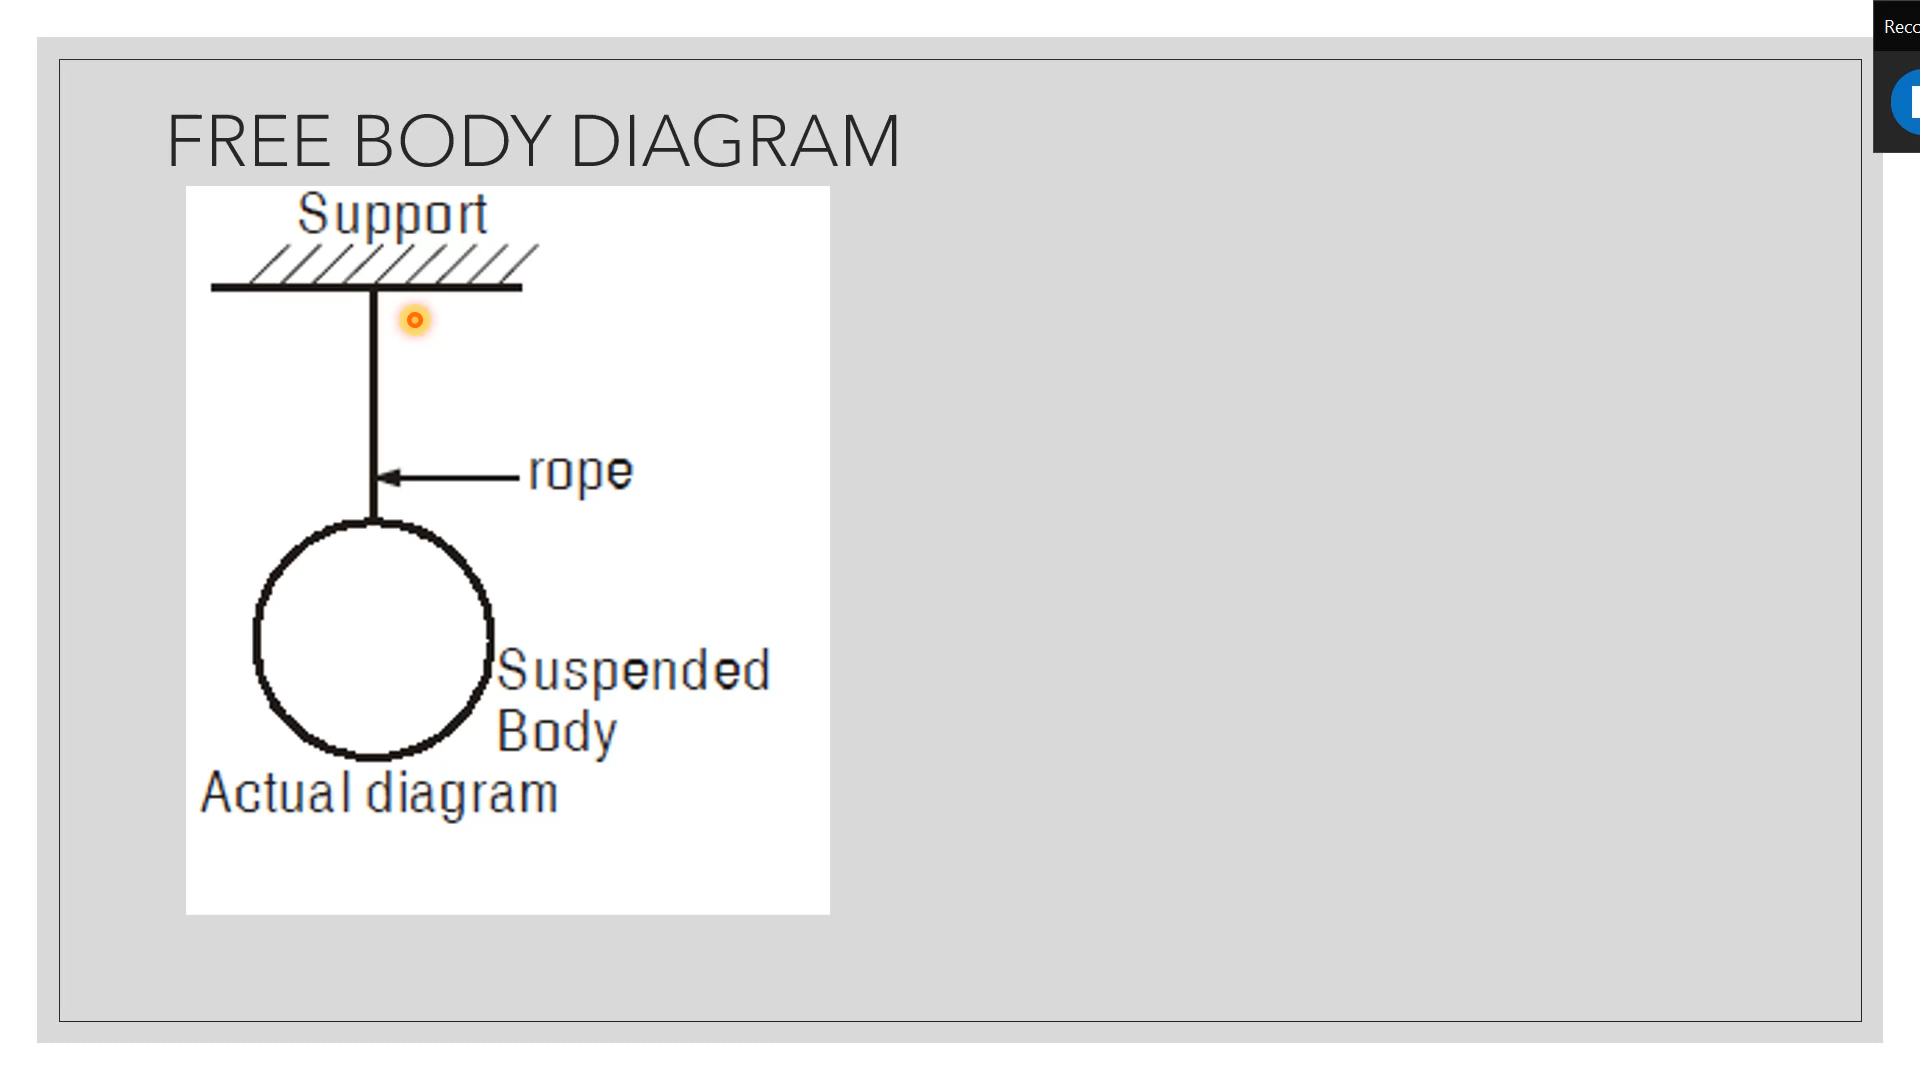 Reco
FREE BODY DIAGRAM
Support
rope
Suspended
Body
Actual diagram